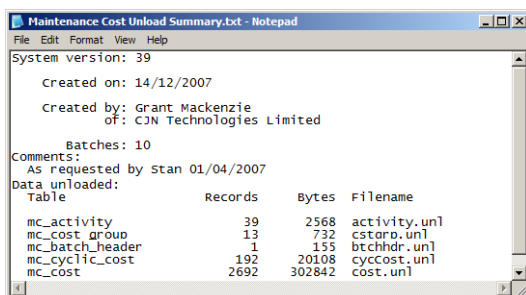 Maintenance Cost Unload Summary.txt - Notepad
File Edit Format View Help
System version: 39
Created on: 14/12/2007
Created by: Grant Mackenzie
of: CJN Technologies Limited
Batches: 10
Comments:
As requested by Stan 01/04/2007
Data unloaded:
Table Records Bytes Filename
mc_activity 39 2568 activity.unl
mc_cost_group 13 732 cstgrp.unl
mc_batch_header 1 155 btchhdr.unl
mc_cyclic_cost 192 20108 cycCost.unl
mc_cost 2692 302842 cost.unl